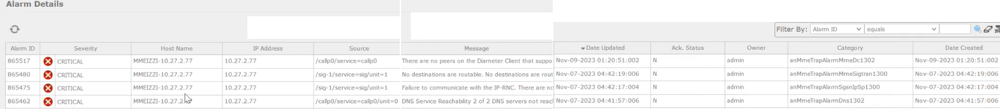 Alarm Details
Filter By: Alarm ID equals
Alarm ID Severity Host Name IP Address Source Message Date Updated Ack. Status Owner Category Date Created
865517 CRITICAL MMEIZZI-10.27.2.77 10.27.2.77 /callp0/service=callp0 There are no peers on the Diameter Client that suppo Nov-09-2023 01:20:51:002 N admin anMmeTrapAlarmMmeDc1302 Nov-09-2023 01:20:51:002
865480 CRITICAL MMEIZZI-10.27.2.77 10.27.2.77 /sig-1/service=sig/unit=1 No destinations are routable. No destinations are rout Nov-07-2023 04:42:19:006 N admin anMmeTrapAlarmMmeSigtran1300 Nov-07-2023 04:42:19:006
865475 CRITICAL MMEIZZI-10.27.2.77 10.27.2.77 /sig-1/service=sig/unit=1 Failure to communicate with the IP-RNC. There are no Nov-07-2023 04:42:17:004 N admin anMmeTrapAlarmSgsnIpSp1300 Nov-07-2023 04:42:17:004
865462 CRITICAL MMEIZZI-10.27.2.77 10.27.2.77 /callp0/service=callp0/unit=0 DNS Service Reachability 2 of 2 DNS servers not reac Nov-07-2023 04:41:57:006 N admin anMmeTrapAlarmDns1302 Nov-07-2023 04:41:57:006